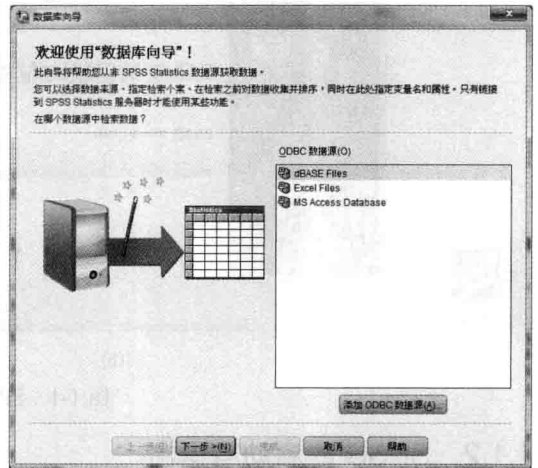 数据库向导
欢迎使用“数据库向导”！
此向导将帮助您从非 SPSS Statistics 数据源获取数据。
您可以选择数据来源、指定检索个案、在检索之前对数据收集并排序，同时在此处指定变量名和属性。只有链接
到 SPSS Statistics 服务器时才能使用某些功能。
在哪个数据源中检索数据？
ODBC 数据源(O)
dBASE Files
Excel Files
MS Access Database
Statistics
添加 ODBC 数据源(A)...
下一步 >(N)
完成
取消
帮助